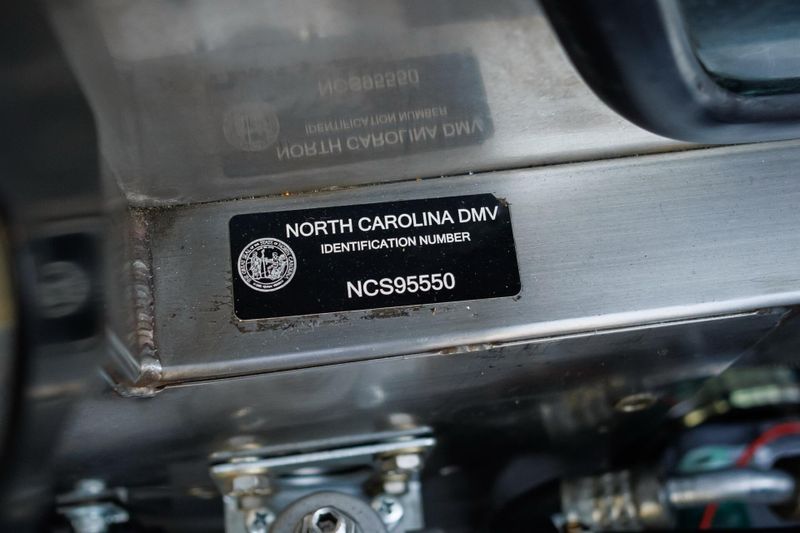 NORTH CAROLINA DMV
IDENTIFICATION NUMBER
NCS95550